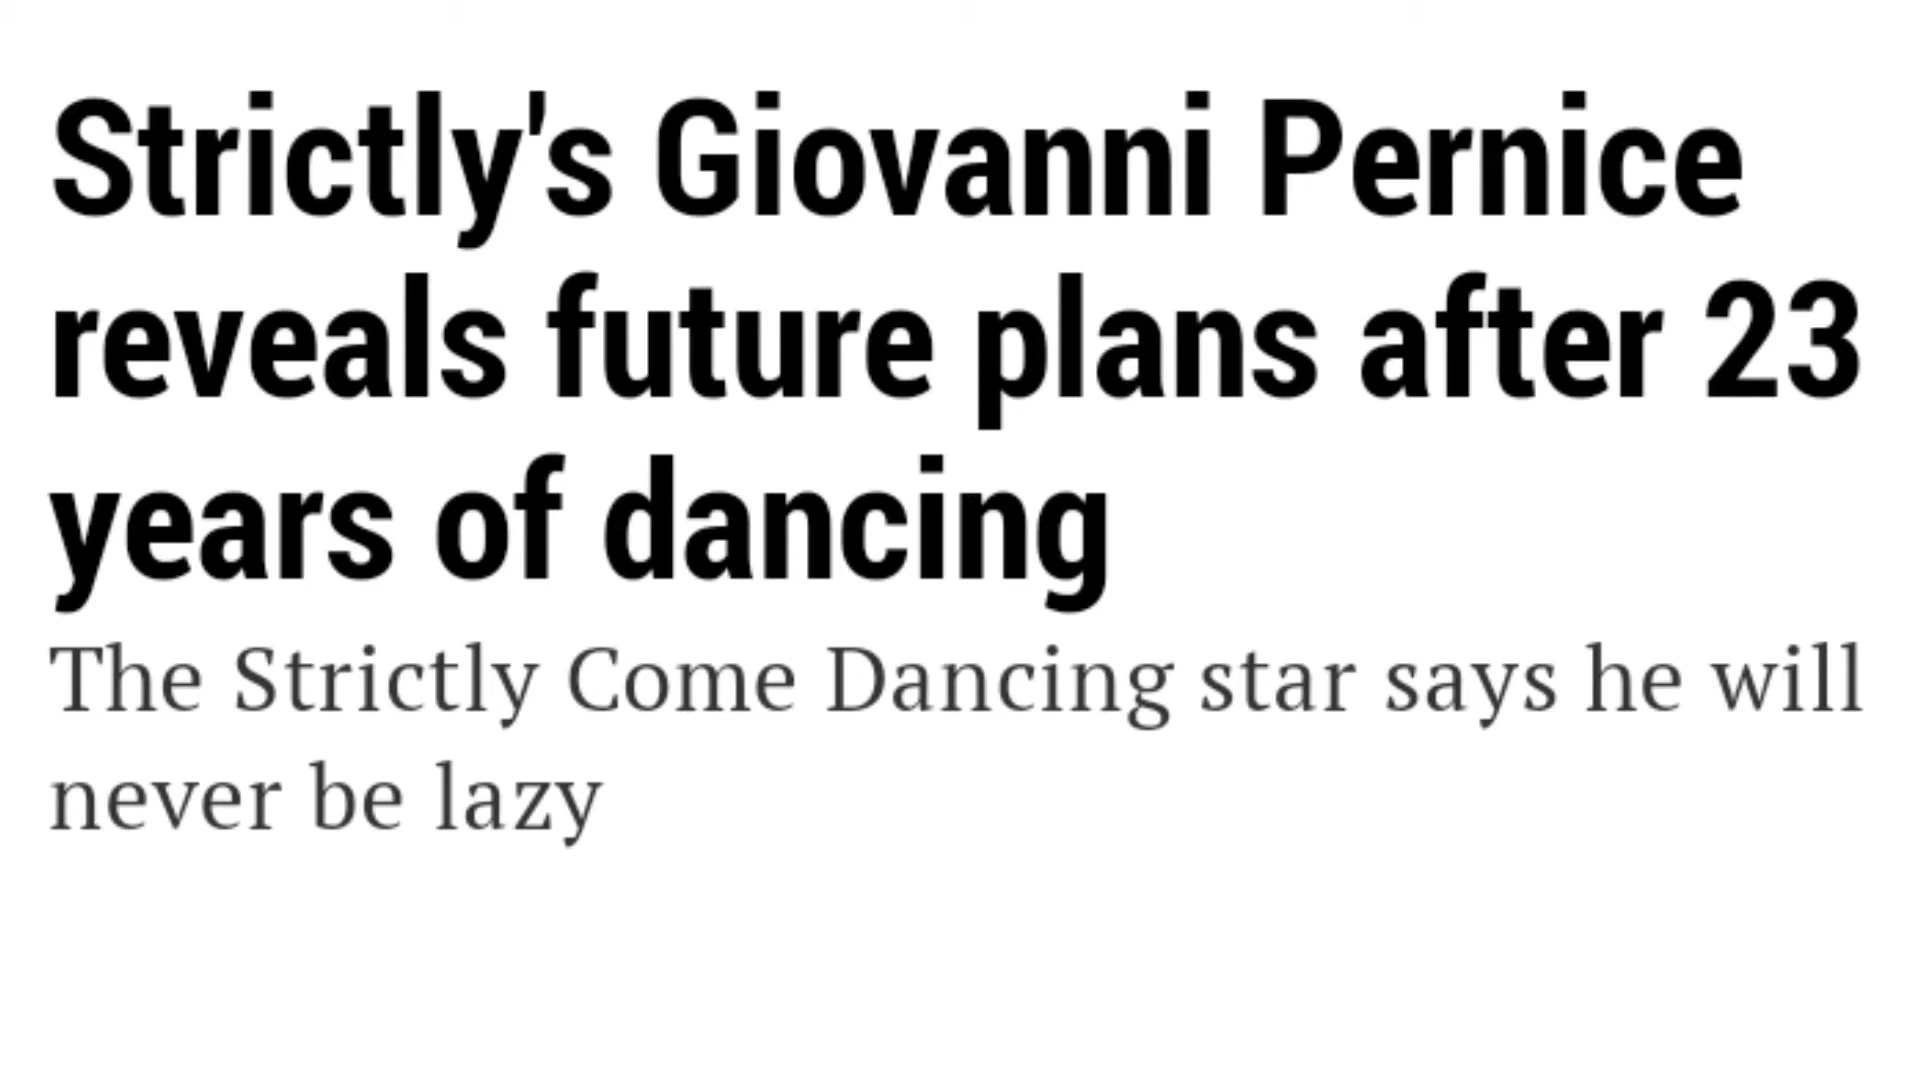 Strictly's Giovanni Pernice
reveals future plans after 23
years of dancing
The Strictly Come Dancing star says he will
never be lazy